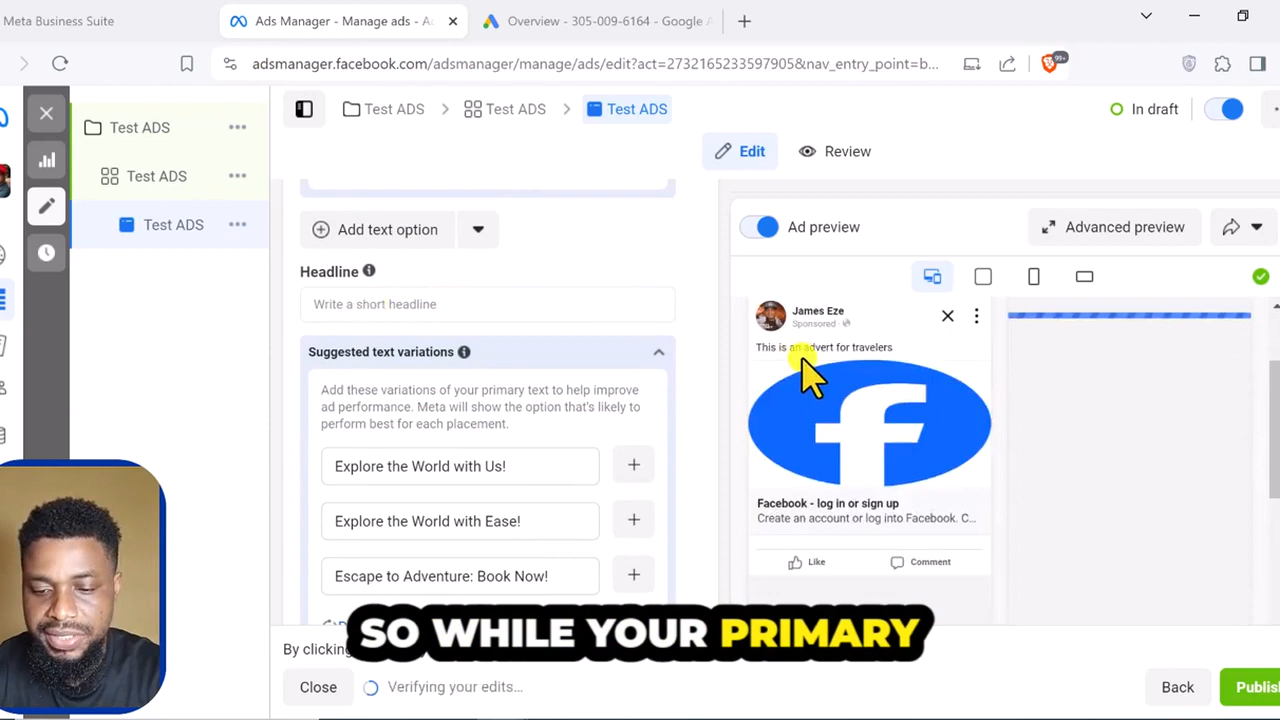 Meta Business Suite
Ads Manager - Manage ads - Ac
Overview - 305-009-6164 - Google A
adsmanager.facebook.com/adsmanager/manage/ads/edit?act=2732165233597905&nav_entry_point=b...
99+
Test ADS
Test ADS
Test ADS
Test ADS
Test ADS
Test ADS
In draft
Edit
Review
Add text option
Headline
Write a short headline
Suggested text variations
Add these variations of your primary text to help improve
ad performance. Meta will show the option that's likely to
perform best for each placement.
Explore the World with Us!
Explore the World with Ease!
Escape to Adventure: Book Now!
Ad preview
Advanced preview
James Eze
Sponsored
This is an advert for travelers
Facebook - log in or sign up
Create an account or log into Facebook. C...
Like
Comment
SO WHILE YOUR PRIMARY
By clicking
Close
Verifying your edits...
Back
Publish